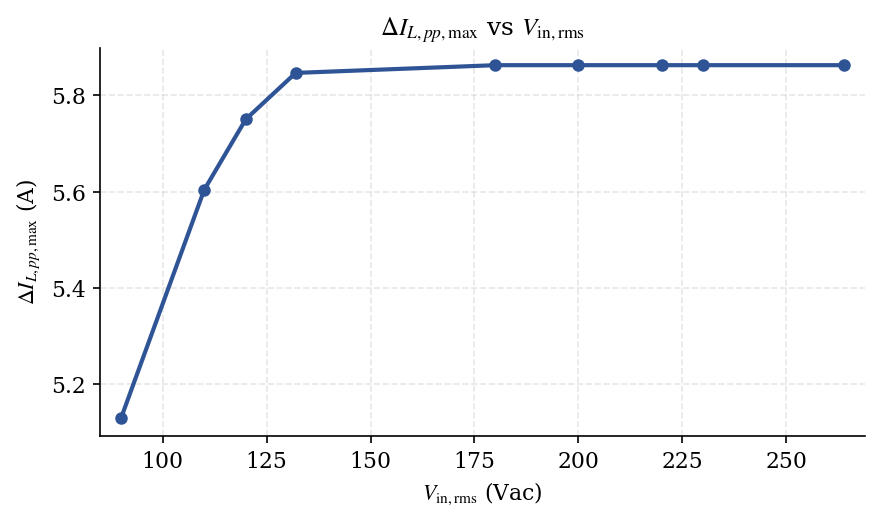 ΔI_{L,pp,max} vs V_{in,rms}
ΔI_{L,pp,max} (A)
5.8
5.6
5.4
5.2
100 125 150 175 200 225 250
V_{in,rms} (Vac)